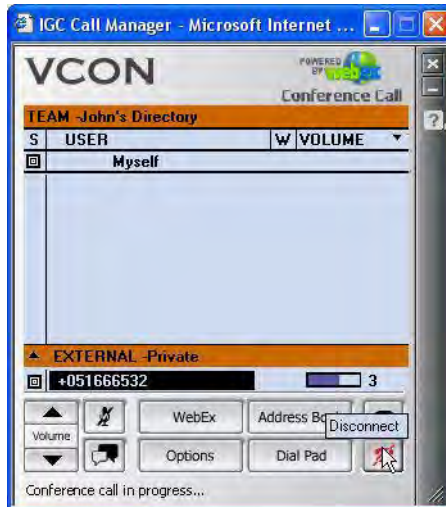 IGC Call Manager - Microsoft Internet ...
VCON
POWERED BY webex
Conference Call
TEAM -John's Directory
S USER W VOLUME
Myself
EXTERNAL -Private
+051666532 3
WebEx Address Bo
Volume
Disconnect
Options Dial Pad
Conference call in progress...